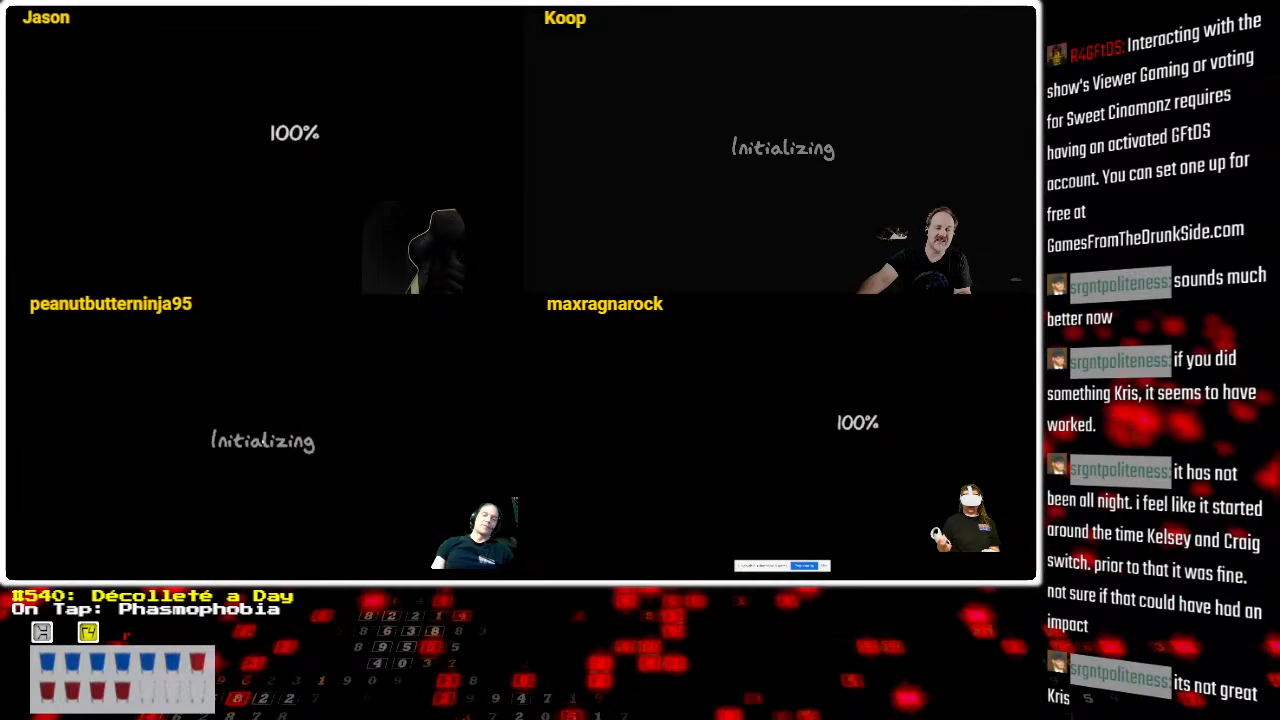 Jason
Koop
100%
Initializing
peanutbutterninja95
maxragnarock
Initializing
100%
R4GFtDS: Interacting with the
show's Viewer Gaming or voting
for Sweet Cinamonz requires
having an activated GFtDS
account. You can set one up for
free at
GamesFromTheDrunkSide.com
srgntpoliteness: sounds much
better now
srgntpoliteness: if you did
something Kris, it seems to have
worked.
srgntpoliteness: it has not
been all night. i feel like it started
around the time Kelsey and Craig
switch. prior to that it was fine.
not sure if that could have had an
impact
srgntpoliteness: its not great
Kris
#540: Décolleté a Day
On Tap: Phasmophobia